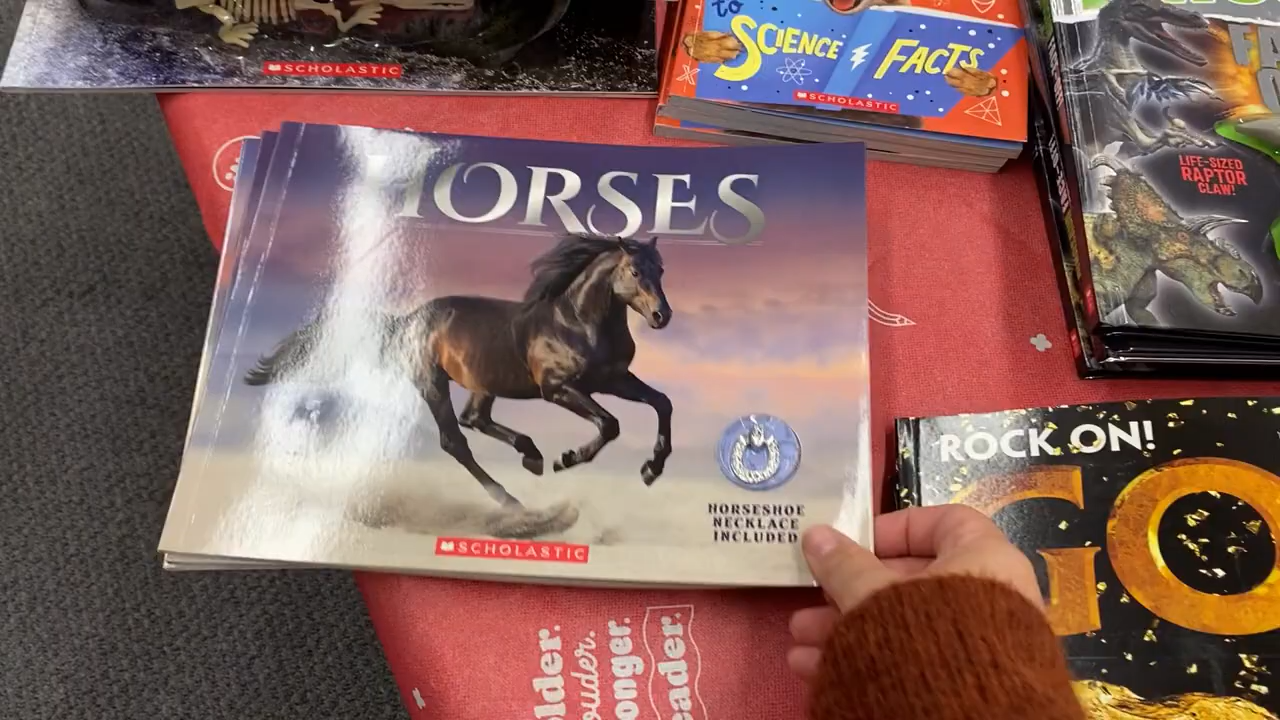 SCHOLASTIC
to
SCIENCE FACTS
SCHOLASTIC
LIFE-SIZED
RAPTOR
CLAW!
HORSES
HORSESHOE
NECKLACE
INCLUDED
SCHOLASTIC
ROCK ON!
GO
older.
ouder.
onger.
eader.